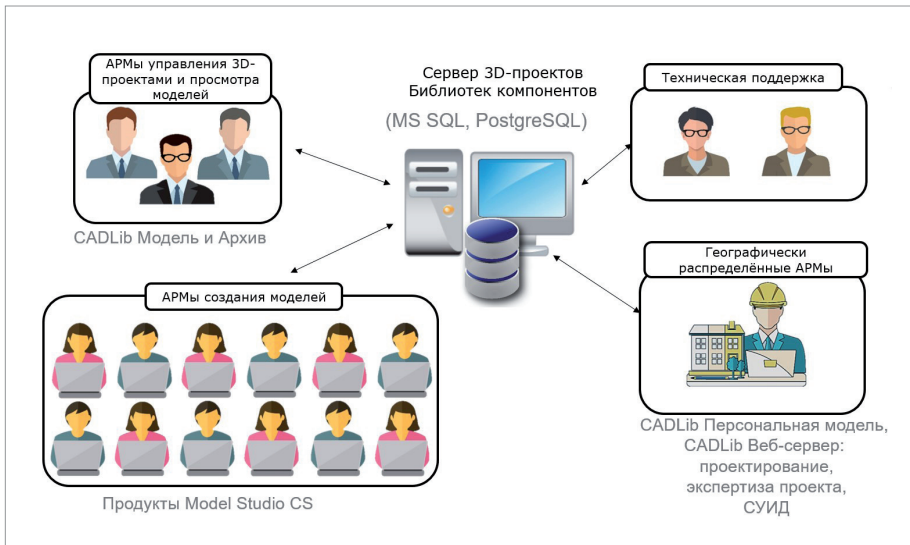 АРМы управления 3D-
проектами и просмотра
моделей
CADLib Модель и Архив
Сервер 3D-проектов
Библиотек компонентов
(MS SQL, PostgreSQL)
Техническая поддержка
АРМы создания моделей
Продукты Model Studio CS
Географически
распределённые АРМы
CADLib Персональная модель,
CADLib Веб-сервер:
проектирование,
экспертиза проекта,
СУИД